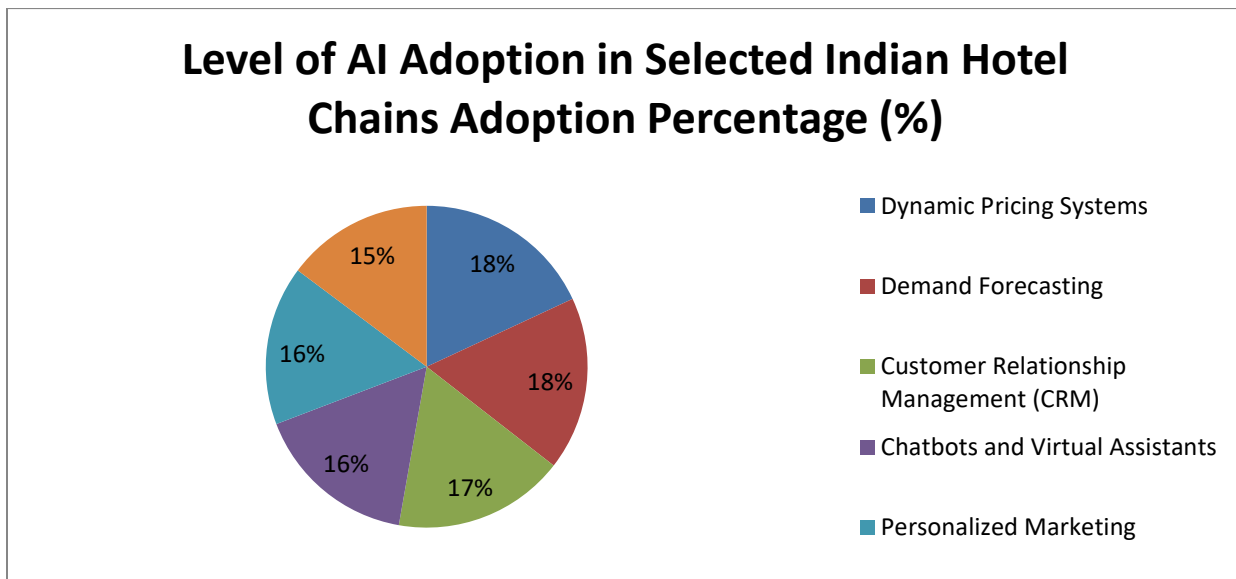 Level of AI Adoption in Selected Indian Hotel
Chains Adoption Percentage (%)
15%
18%
16%
18%
16%
17%
Dynamic Pricing Systems
Demand Forecasting
Customer Relationship
Management (CRM)
Chatbots and Virtual Assistants
Personalized Marketing